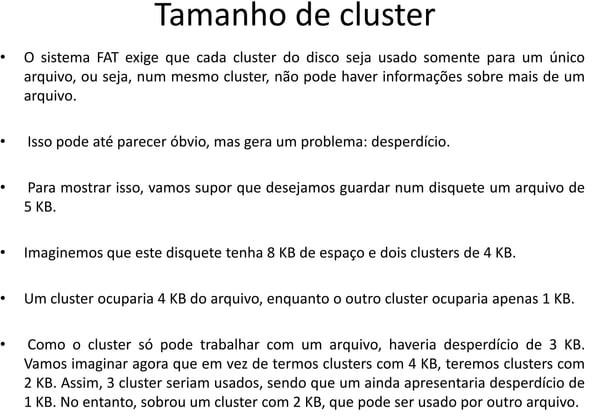 Tamanho de cluster
• O sistema FAT exige que cada cluster do disco seja usado somente para um único
arquivo, ou seja, num mesmo cluster, não pode haver informações sobre mais de um
arquivo.
• Isso pode até parecer óbvio, mas gera um problema: desperdício.
• Para mostrar isso, vamos supor que desejamos guardar num disquete um arquivo de
5 KB.
• Imaginemos que este disquete tenha 8 KB de espaço e dois clusters de 4 KB.
• Um cluster ocuparia 4 KB do arquivo, enquanto o outro cluster ocuparia apenas 1 KB.
• Como o cluster só pode trabalhar com um arquivo, haveria desperdício de 3 KB.
Vamos imaginar agora que em vez de termos clusters com 4 KB, teremos clusters com
2 KB. Assim, 3 cluster seriam usados, sendo que um ainda apresentaria desperdício de
1 KB. No entanto, sobrou um cluster com 2 KB, que pode ser usado por outro arquivo.